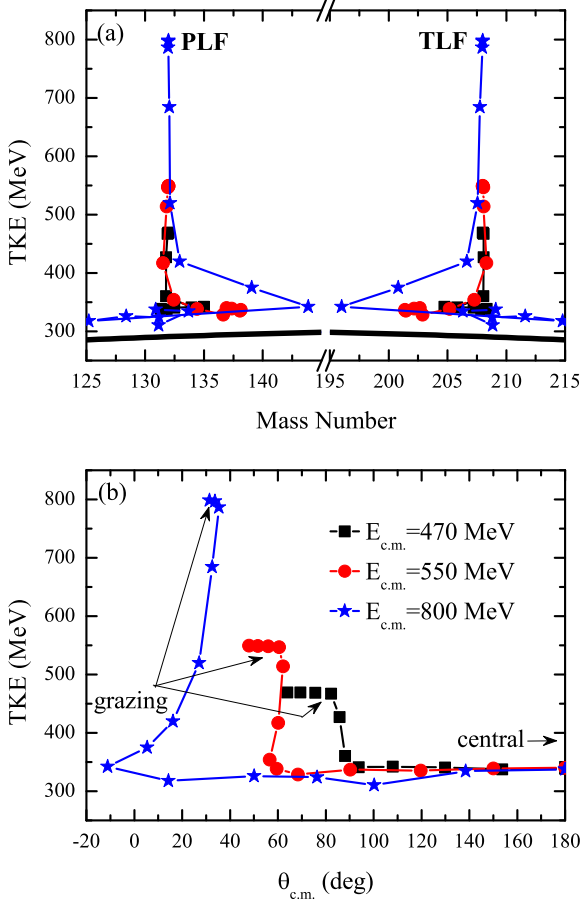 (a)
PLF
TLF
800
700
600
500
400
300
TKE (MeV)
125 130 135 140 145 195 200 205 210 215
Mass Number
(b)
800
700
600
500
400
300
TKE (MeV)
E_c.m.=470 MeV
E_c.m.=550 MeV
E_c.m.=800 MeV
grazing
central
-20 0 20 40 60 80 100 120 140 160 180
θ_c.m. (deg)